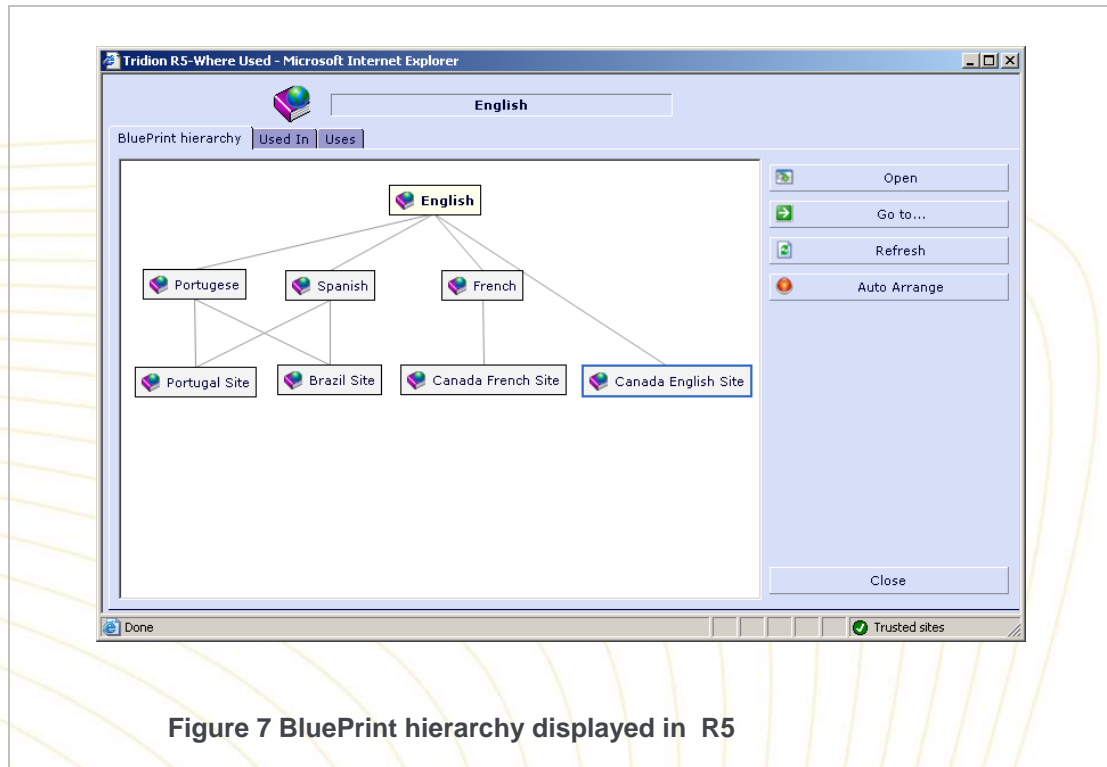 Tridion R5-Where Used - Microsoft Internet Explorer
English
BluePrint hierarchy Used In Uses
English
Open
Go to...
Refresh
Auto Arrange
Portugese Spanish French
Portugal Site Brazil Site Canada French Site Canada English Site
Close
Done Trusted sites
Figure 7 BluePrint hierarchy displayed in R5